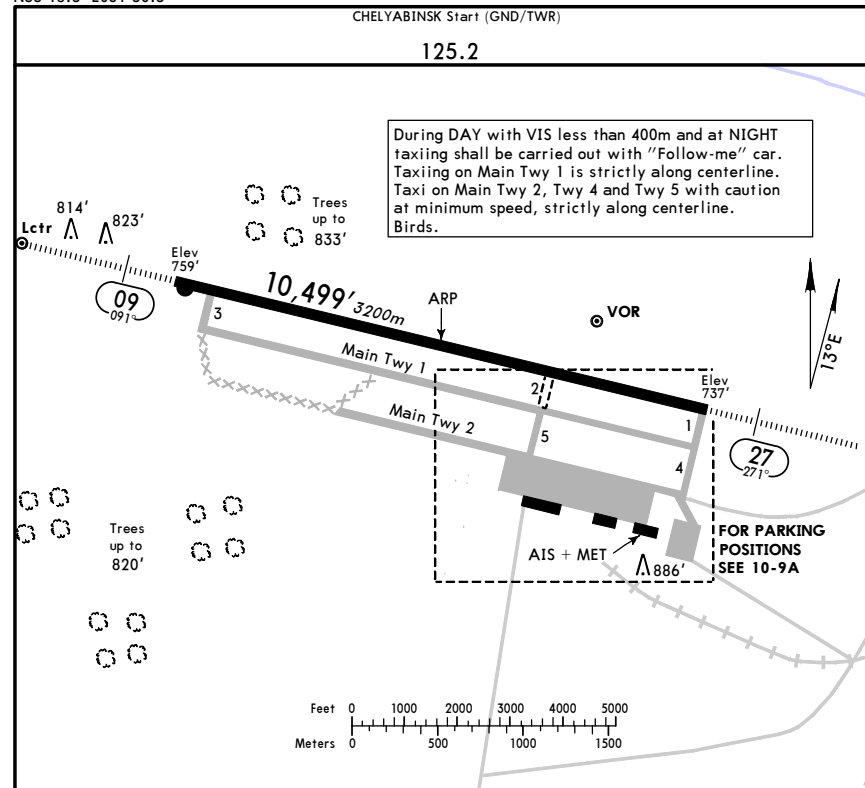 CHELYABINSK Start (GND/TWR)
125.2
During DAY with VIS less than 400m and at NIGHT
taxiing shall be carried out with "Follow-me" car.
Taxiing on Main Twy 1 is strictly along centerline.
Taxi on Main Twy 2, Twy 4 and Twy 5 with caution
at minimum speed, strictly along centerline.
Birds.
814'
823'
Lctr
Trees
up to
833'
Elev
759'
09
091°
10,499' 3200m
ARP
VOR
13°E
3
Main Twy 1
2
Elev
737'
1
Main Twy 2
5
4
27
271°
Trees
up to
820'
AIS + MET
886'
FOR PARKING
POSITIONS
SEE 10-9A
Feet 0 1000 2000 3000 4000 5000
Meters 0 500 1000 1500